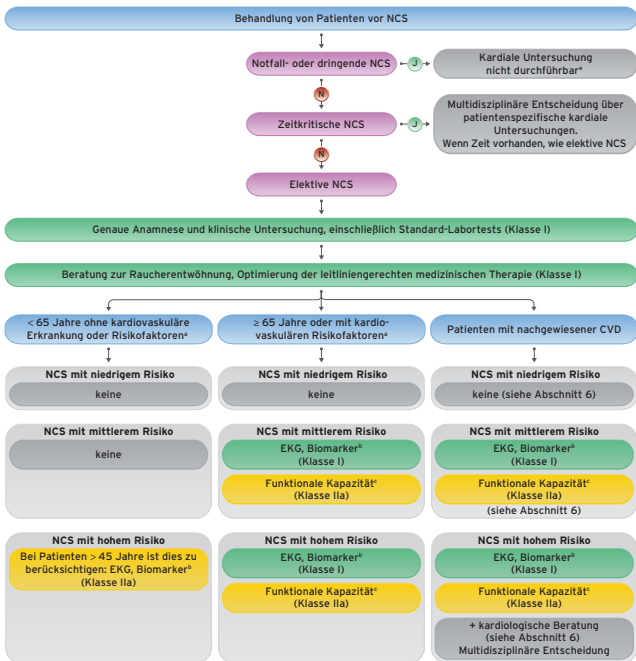 Behandlung von Patienten vor NCS
Notfall- oder dringende NCS
J
Kardiale Untersuchung
nicht durchführbarª
N
Zeitkritische NCS
J
Multidisziplinäre Entscheidung über
patientenspezifische kardiale
Untersuchungen.
Wenn Zeit vorhanden, wie elektive NCS
N
Elektive NCS
Genaue Anamnese und klinische Untersuchung, einschließlich Standard-Labortests (Klasse I)
Beratung zur Raucherentwöhnung, Optimierung der leitliniengerechten medizinischen Therapie (Klasse I)
< 65 Jahre ohne kardiovaskuläre
Erkrankung oder Risikofaktorenª
NCS mit niedrigem Risiko
keine
NCS mit mittlerem Risiko
keine
NCS mit hohem Risiko
Bei Patienten > 45 Jahre ist dies zu
berücksichtigen: EKG, Biomarkerᵇ
(Klasse IIa)
≥ 65 Jahre oder mit kardio-
vaskulären Risikofaktorenª
NCS mit niedrigem Risiko
keine
NCS mit mittlerem Risiko
EKG, Biomarkerᵇ
(Klasse I)
Funktionale Kapazitätᶜ
(Klasse IIa)
NCS mit hohem Risiko
EKG, Biomarkerᵇ
(Klasse I)
Funktionale Kapazitätᶜ
(Klasse IIa)
Patienten mit nachgewiesener CVD
NCS mit niedrigem Risiko
keine (siehe Abschnitt 6)
NCS mit mittlerem Risiko
EKG, Biomarkerᵇ
(Klasse I)
Funktionale Kapazitätᶜ
(Klasse IIa)
(siehe Abschnitt 6)
NCS mit hohem Risiko
EKG, Biomarkerᵇ
(Klasse I)
Funktionale Kapazitätᶜ
(Klasse IIa)
+ kardiologische Beratung
(siehe Abschnitt 6)
Multidisziplinäre Entscheidung